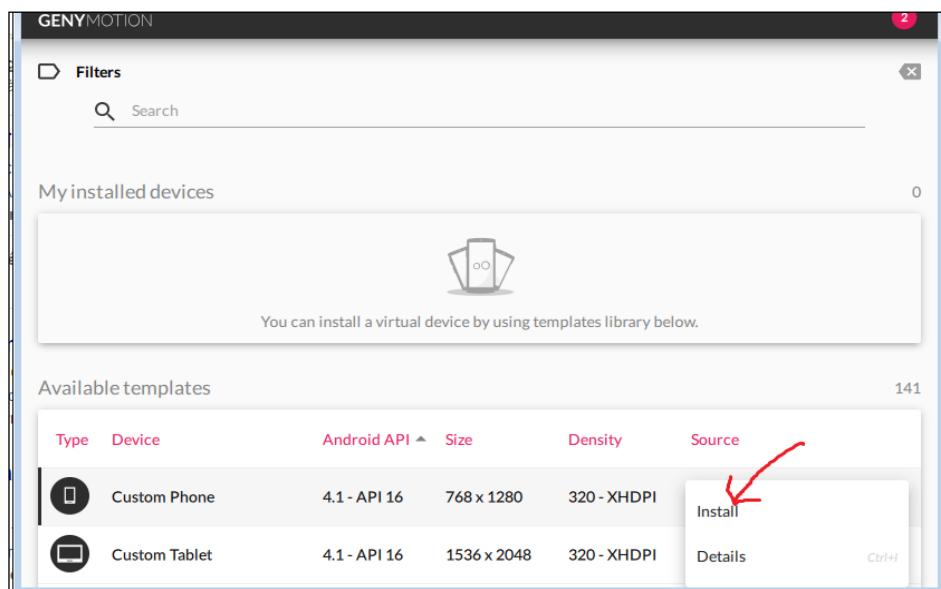 GENYMOTION 2
Filters
Search
My installed devices 0
You can install a virtual device by using templates library below.
Available templates 141
Type Device Android API Size Density Source
Custom Phone 4.1 - API 16 768 x 1280 320 - XHDPI
Install
Custom Tablet 4.1 - API 16 1536 x 2048 320 - XHDPI
Details Ctrl+I